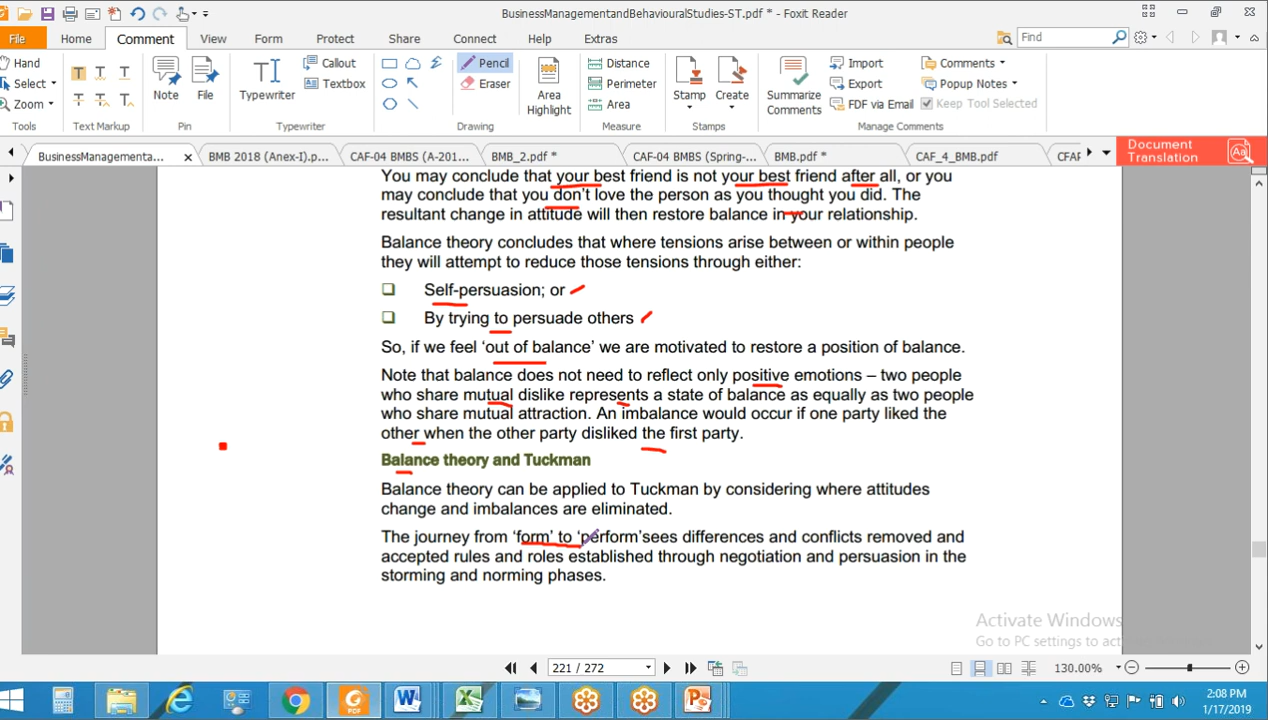 BusinessManagementandBehaviouralStudies-ST.pdf * - Foxit Reader
File Home Comment View Form Protect Share Connect Help Extras Find
Hand Callout Pencil Distance Import Comments
Select Textbox Eraser Perimeter Export Popup Notes
Zoom Note File Typewriter Area Highlight Area Stamp Create Summarize Comments FDF via Email Keep Tool Selected
Tools Text Markup Pin Typewriter Drawing Measure Stamps Manage Comments
BusinessManagementa... BMB 2018 (Anex-I).p... CAF-04 BMBS (A-201... BMB_2.pdf * CAF-04 BMBS (Spring-... BMB.pdf * CAF_4_BMB.pdf CFAP Document Translation
You may conclude that your best friend is not your best friend after all, or you
may conclude that you don't love the person as you thought you did. The
resultant change in attitude will then restore balance in your relationship.
Balance theory concludes that where tensions arise between or within people
they will attempt to reduce those tensions through either:
Self-persuasion; or
By trying to persuade others
So, if we feel 'out of balance' we are motivated to restore a position of balance.
Note that balance does not need to reflect only positive emotions – two people
who share mutual dislike represents a state of balance as equally as two people
who share mutual attraction. An imbalance would occur if one party liked the
other when the other party disliked the first party.
Balance theory and Tuckman
Balance theory can be applied to Tuckman by considering where attitudes
change and imbalances are eliminated.
The journey from 'form' to 'perform'sees differences and conflicts removed and
accepted rules and roles established through negotiation and persuasion in the
storming and norming phases.
Activate Windows
Go to PC settings to act
221 / 272 130.00%
2:08 PM
1/17/2019